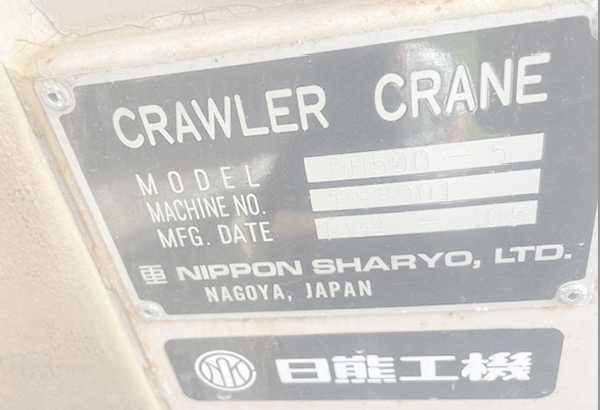 CRAWLER CRANE
MODEL
MACHINE NO.
MFG. DATE
NIPPON SHARYO, LTD.
NAGOYA, JAPAN
日熊工機